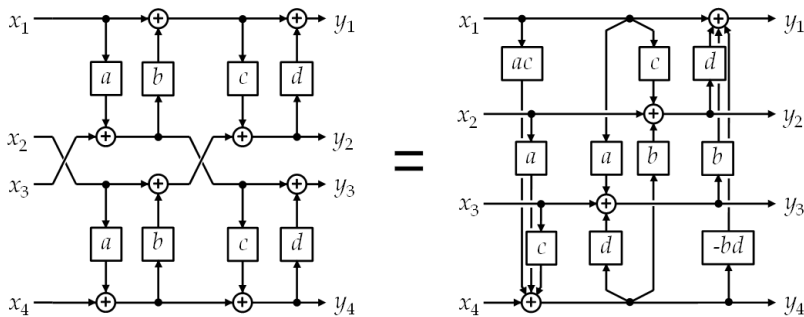 x1 y1 x1 y1
a b c d ac c d
x2 y2 x2 y2
= a a b b
x3 y3 x3 y3
a b c d c d -bd
x4 y4 x4 y4